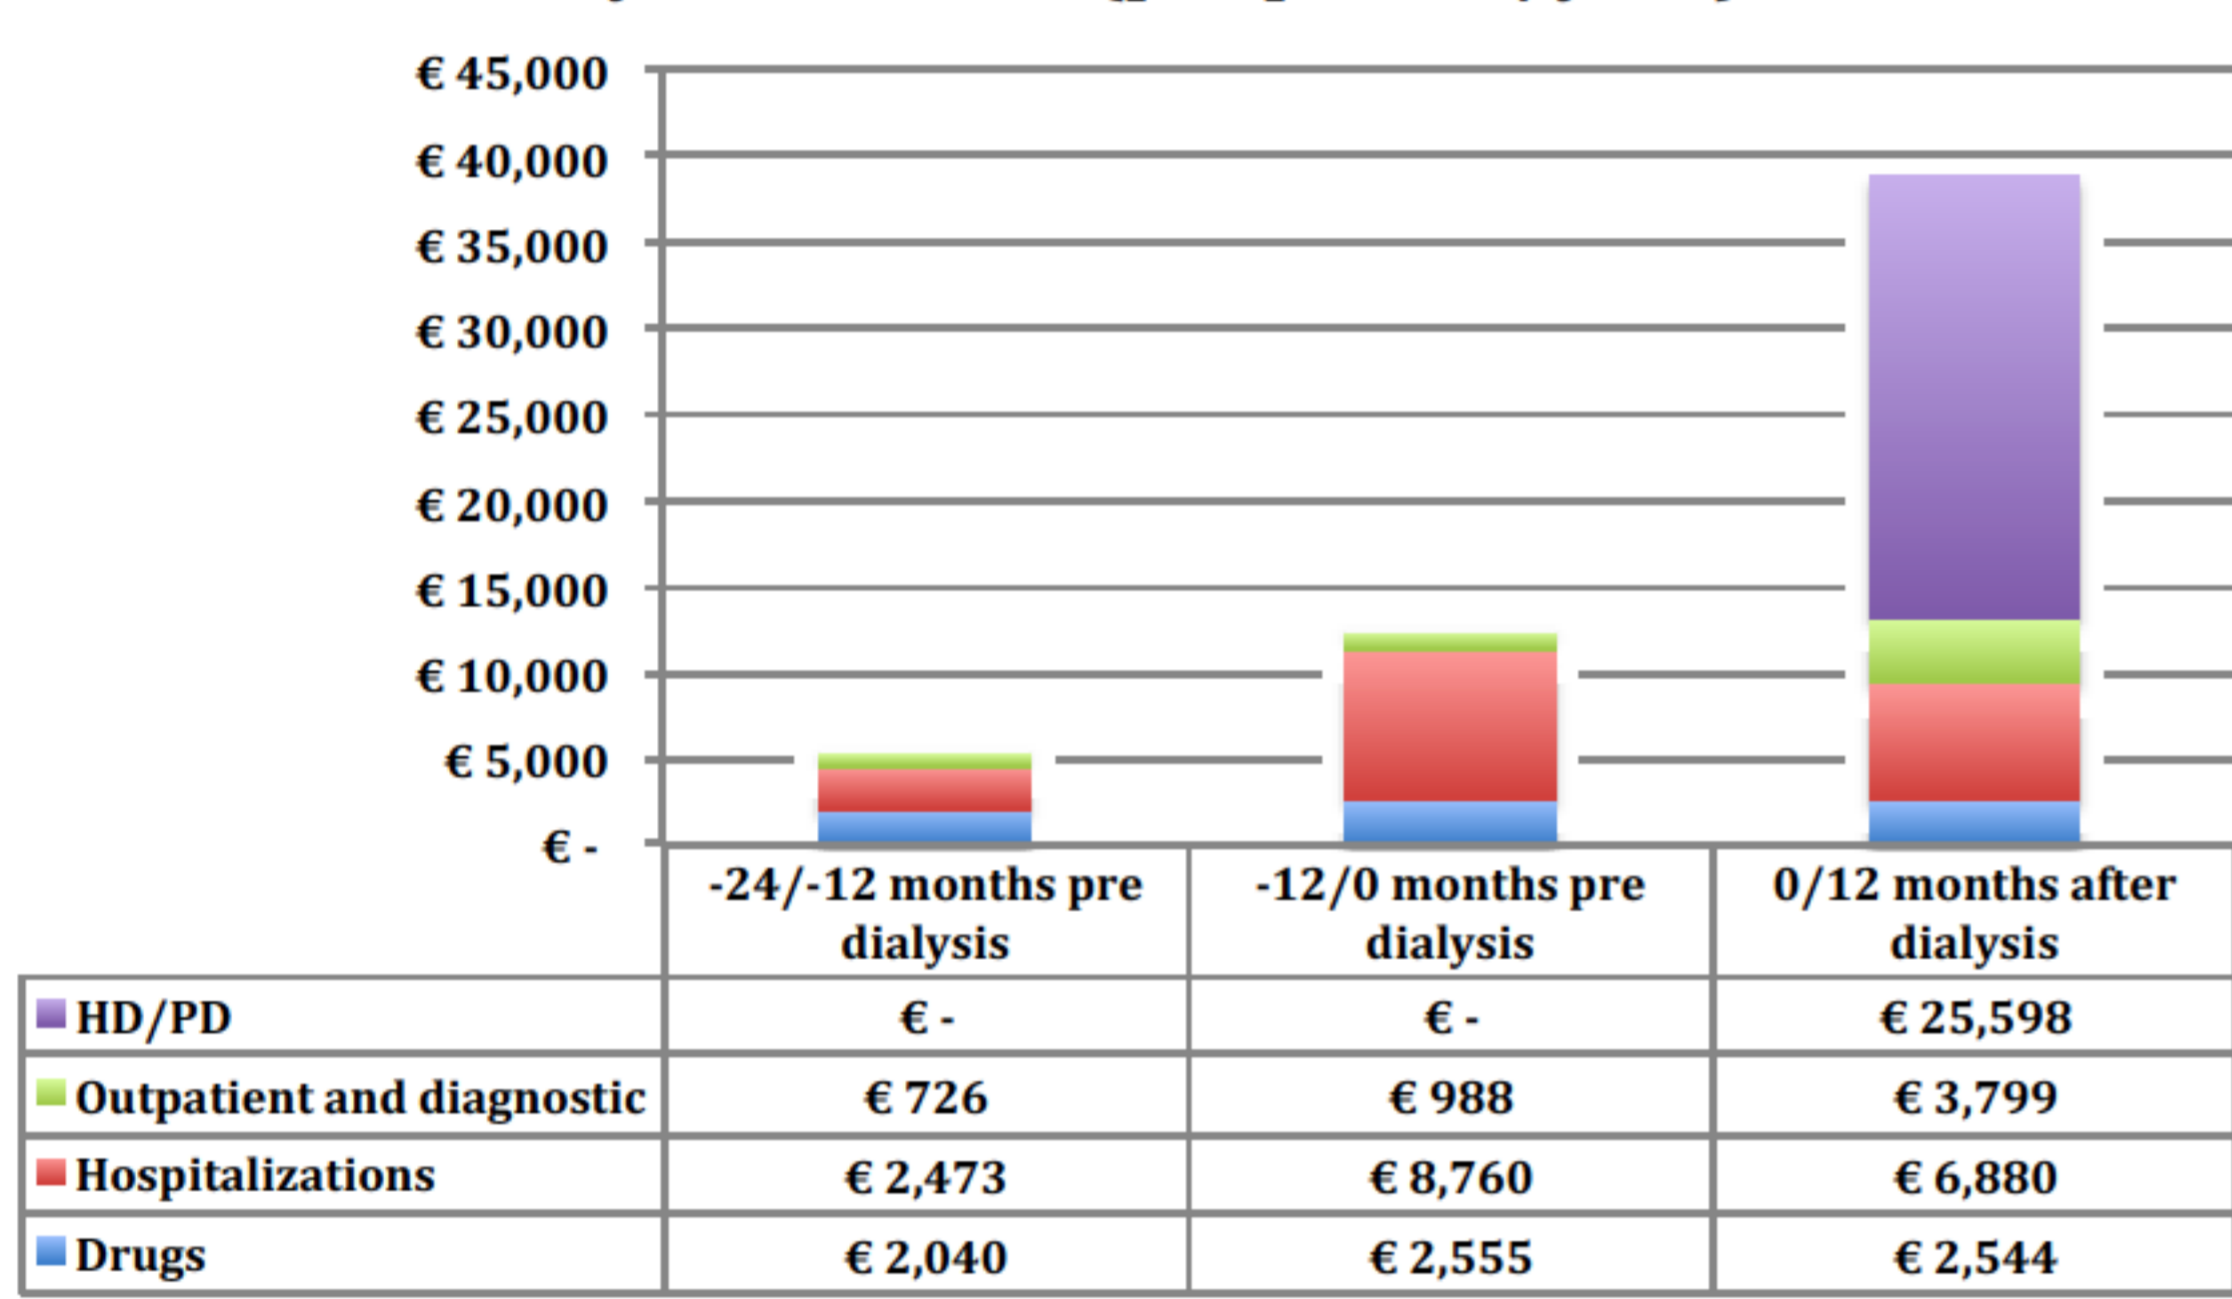 € 45,000
€ 40,000
€ 35,000
€ 30,000
€ 25,000
€ 20,000
€ 15,000
€ 10,000
€ 5,000
€ -
-24/-12 months pre
dialysis
-12/0 months pre
dialysis
0/12 months after
dialysis
HD/PD € - € - € 25,598
Outpatient and diagnostic € 726 € 988 € 3,799
Hospitalizations € 2,473 € 8,760 € 6,880
Drugs € 2,040 € 2,555 € 2,544